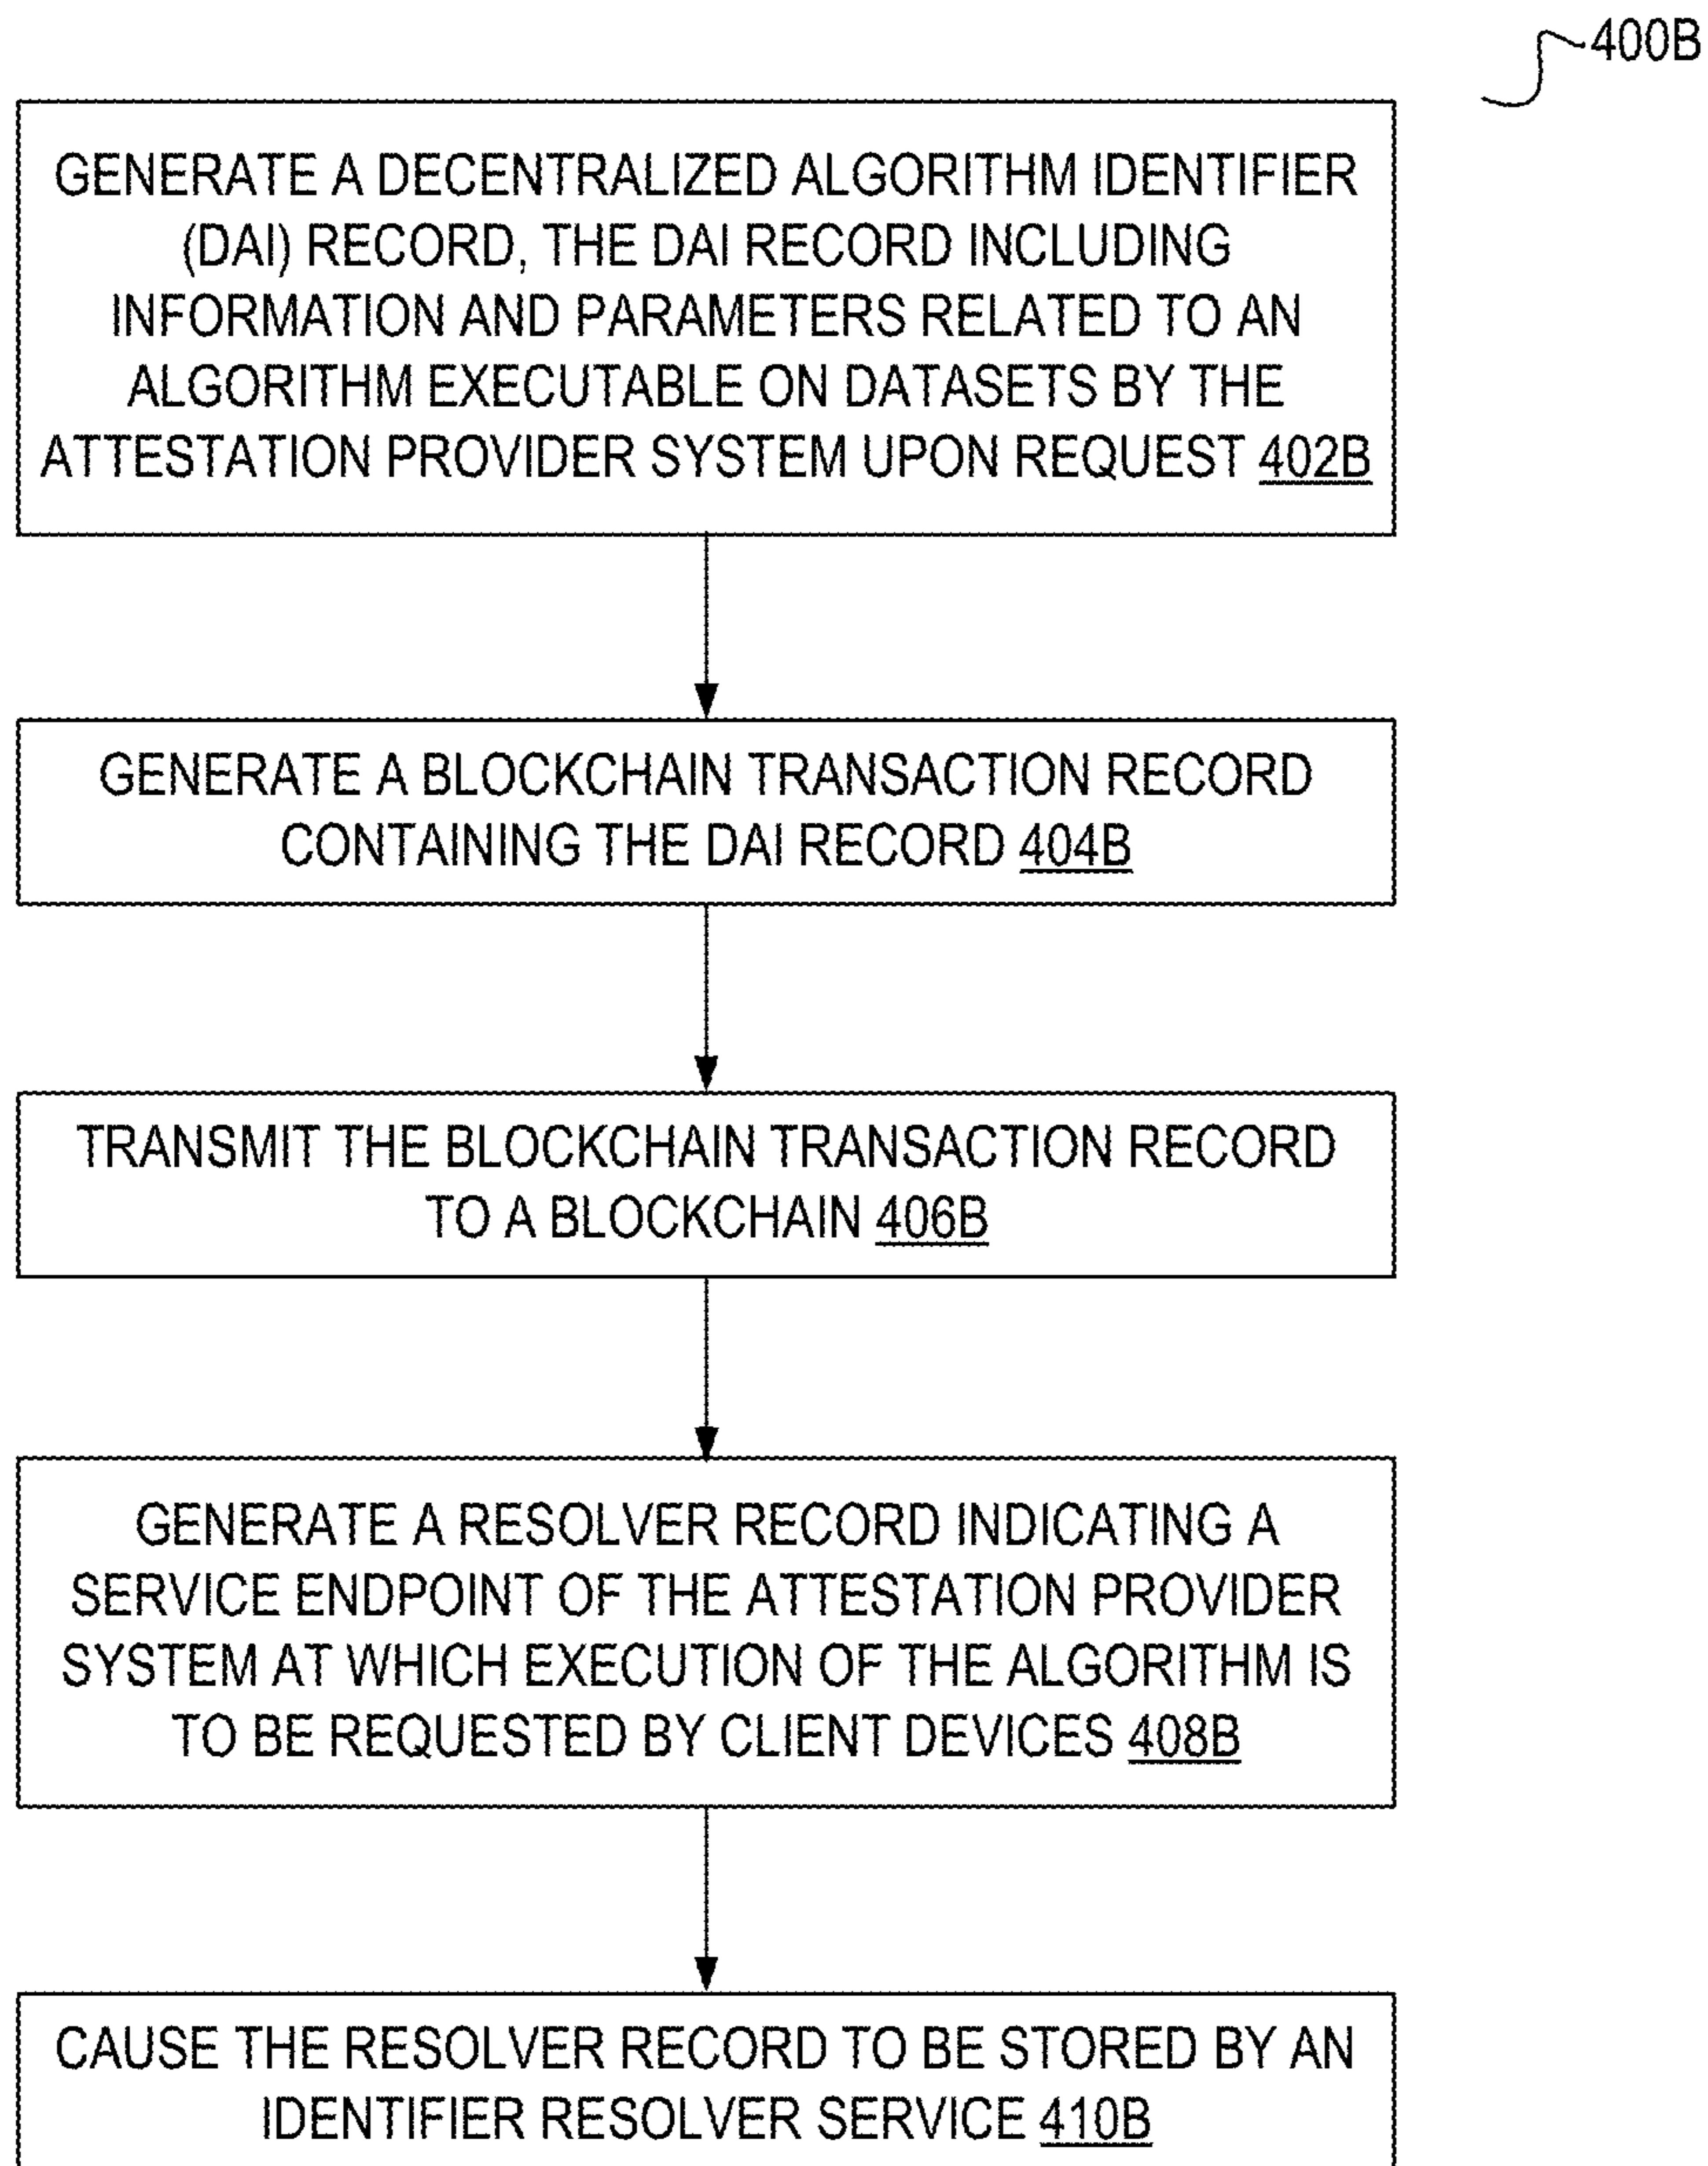 400B
GENERATE A DECENTRALIZED ALGORITHM IDENTIFIER
(DAI) RECORD, THE DAI RECORD INCLUDING
INFORMATION AND PARAMETERS RELATED TO AN
ALGORITHM EXECUTABLE ON DATASETS BY THE
ATTESTATION PROVIDER SYSTEM UPON REQUEST 402B
GENERATE A BLOCKCHAIN TRANSACTION RECORD
CONTAINING THE DAI RECORD 404B
TRANSMIT THE BLOCKCHAIN TRANSACTION RECORD
TO A BLOCKCHAIN 406B
GENERATE A RESOLVER RECORD INDICATING A
SERVICE ENDPOINT OF THE ATTESTATION PROVIDER
SYSTEM AT WHICH EXECUTION OF THE ALGORITHM IS
TO BE REQUESTED BY CLIENT DEVICES 408B
CAUSE THE RESOLVER RECORD TO BE STORED BY AN
IDENTIFIER RESOLVER SERVICE 410B